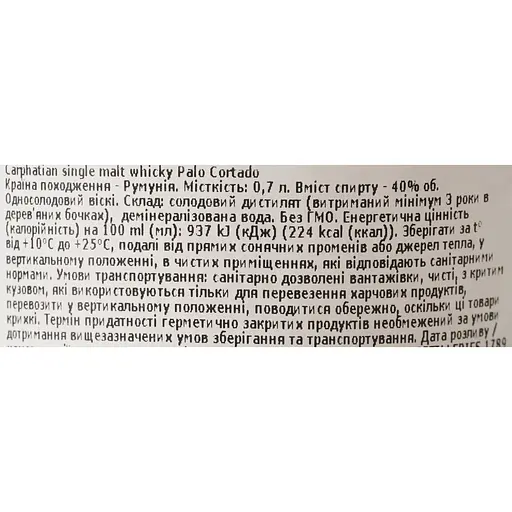 Carphatian single malt whicky Palo Cortado
Країна походження - Румунія. Місткість: 0,7 л. Вміст спирту - 40% об.
Односолодовий віскі. Склад: солодовий дистилят (витриманий мінімум 3 роки в
дерев'яних бочках), демінералізована вода. Без ГМО. Енергетична цінність
(калорійність) на 100 ml (мл): 937 kJ (кДж) (224 kcal (ккал)). Зберігати за t°
від +10°C до +25°C, подалі від прямих сонячних променів або джерел тепла, у
вертикальному положенні, в чистих приміщеннях, які відповідають санітарними
нормами. Умови транспортування: санітарно дозволені вантажівки, чисті, з критим
кузовом, які використовуються тільки для перевезення харчових продуктів,
перевозити у вертикальному положенні, поводитися обережно, оскільки ці товари
крихкі. Термін придатності герметично закритих продуктів необмежений за умови
дотримання вищезазначених умов зберігання та транспортування. Дата розливу /
1789